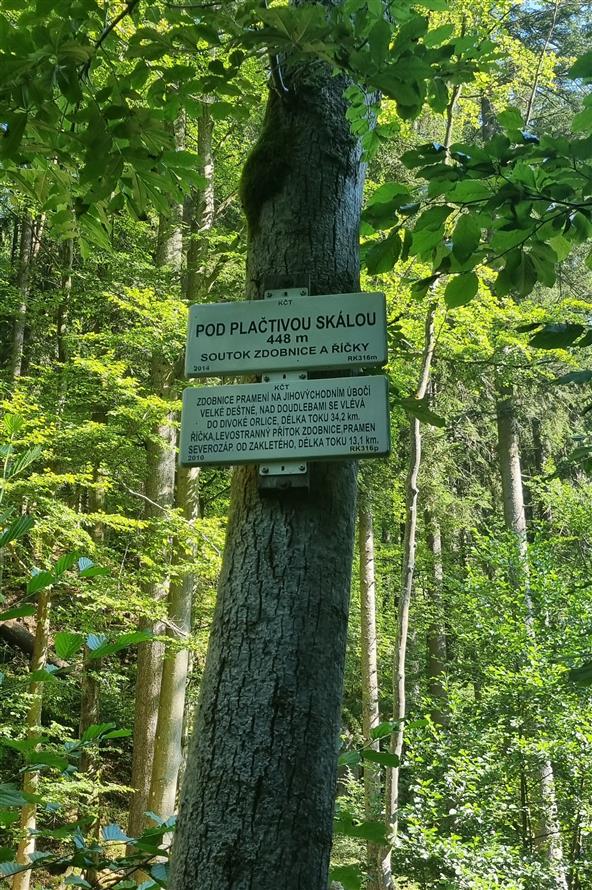 KČT
POD PLAČTIVOU SKÁLOU
448 m
SOUTOK ZDOBNICE A ŘÍČKY
2014 RK316m
KČT
ZDOBNICE PRAMENÍ NA JIHOVÝCHODNÍM ÚBOČÍ
VELKÉ DEŠTNÉ, NAD DOUDLEBAMI SE VLÉVÁ
DO DIVOKÉ ORLICE, DÉLKA TOKU 34,2 km.
ŘÍČKA,LEVOSTRANNÝ PŘÍTOK ZDOBNICE,PRAMEN
SEVEROZÁP. OD ZAKLETÉHO, DÉLKA TOKU 13,1 km.
2010 RK316p